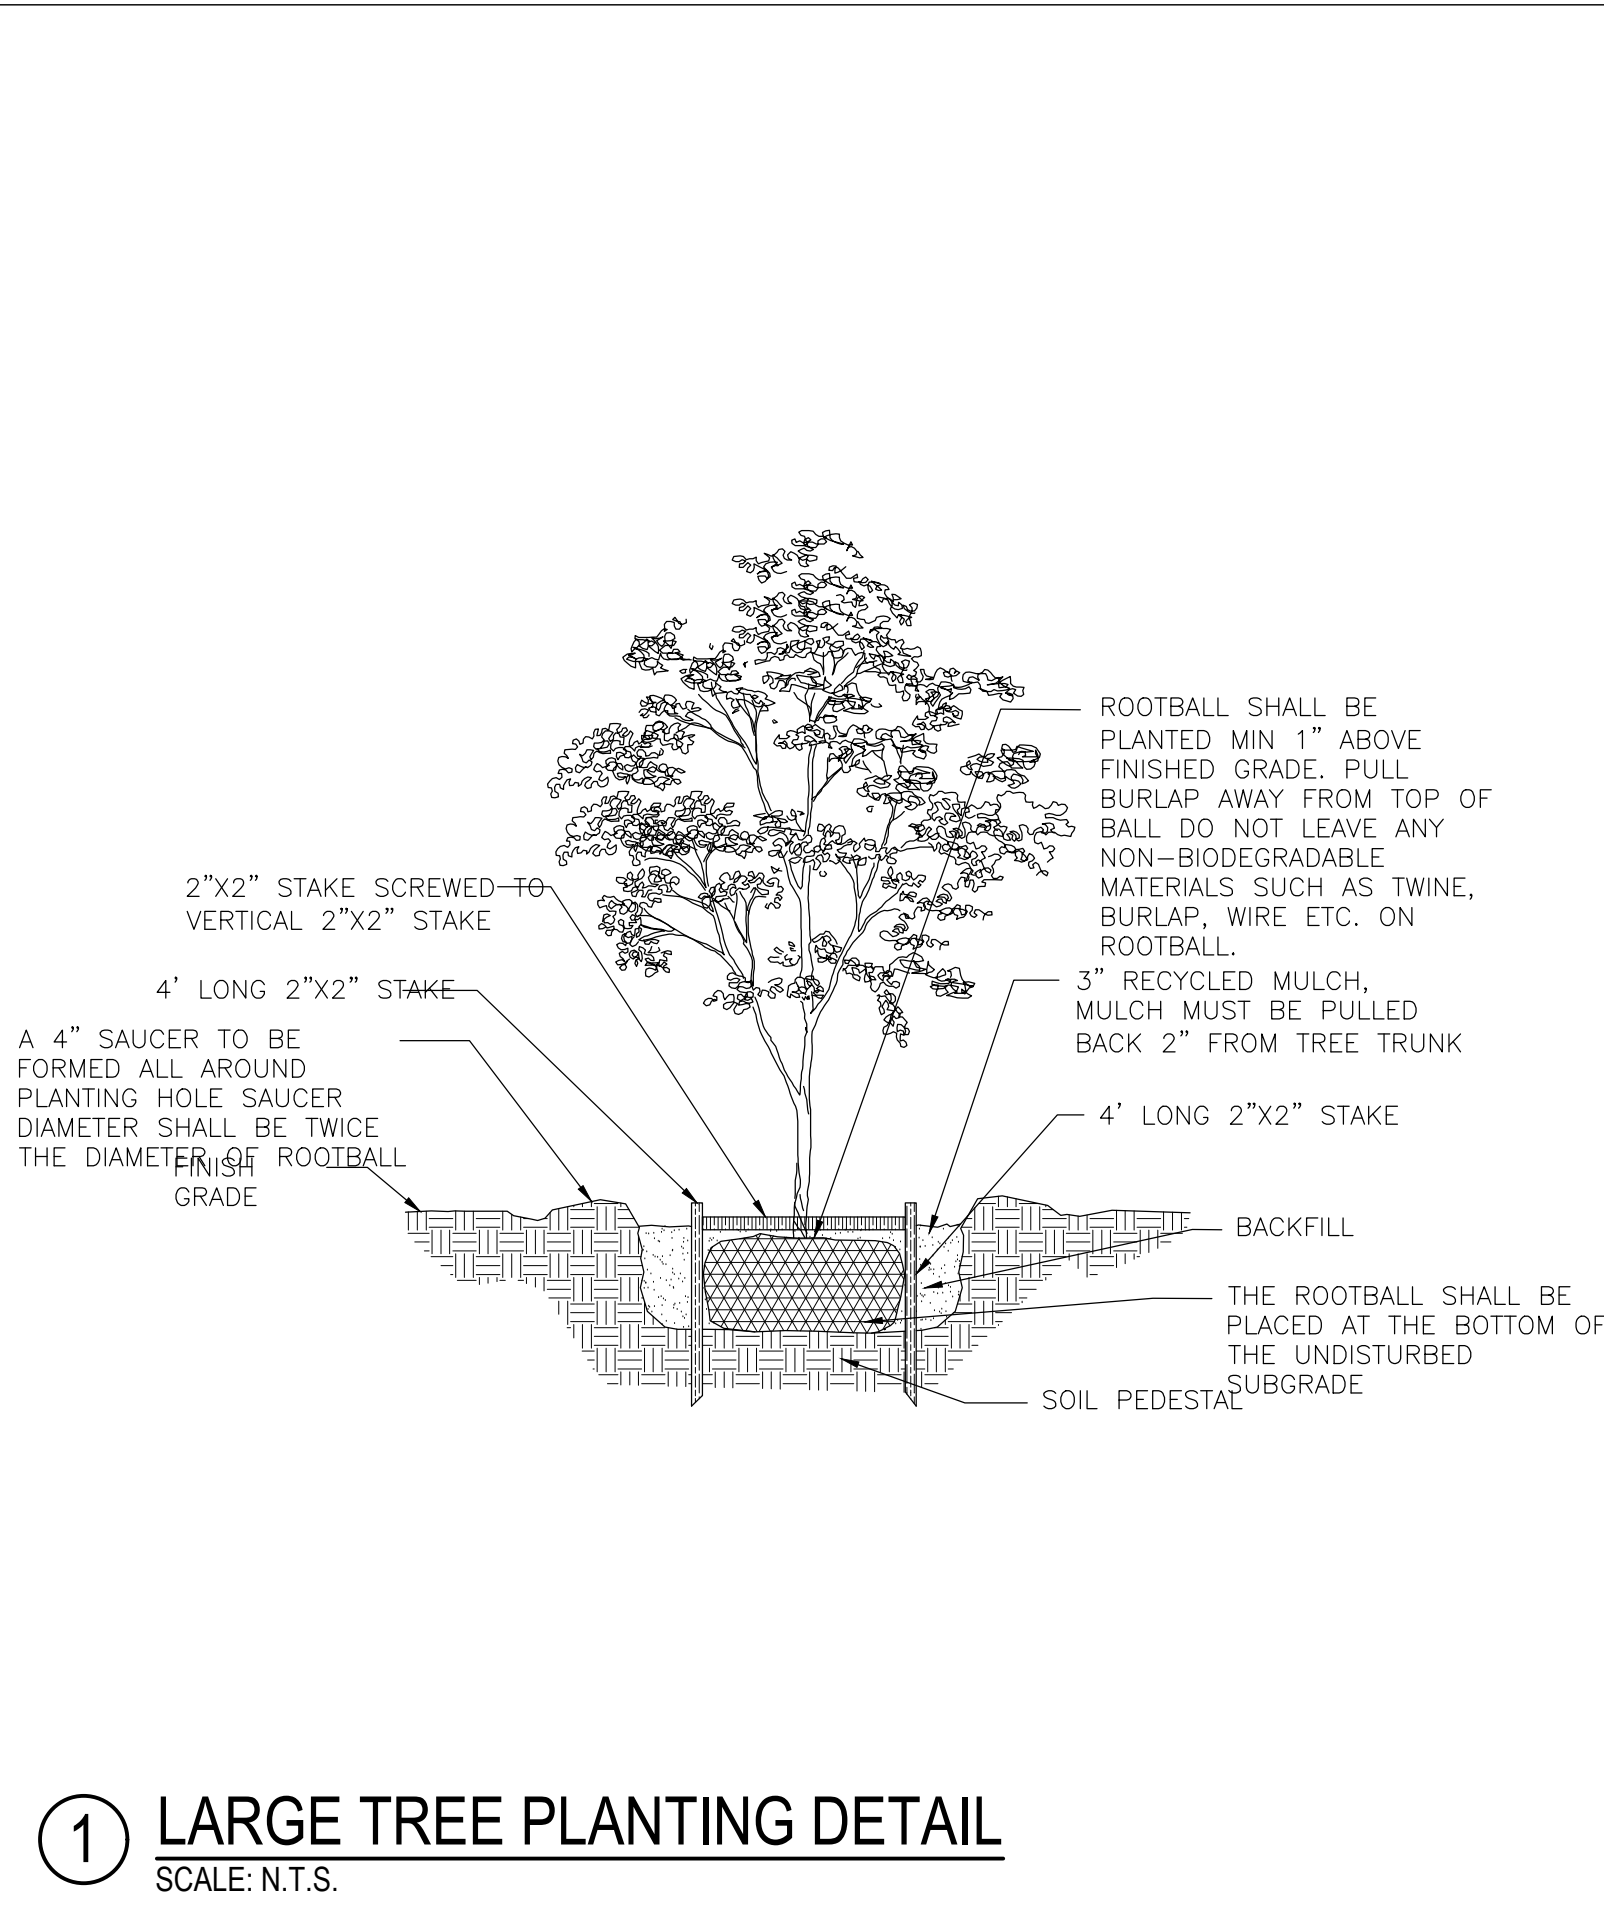 ROOTBALL SHALL BE
PLANTED MIN 1” ABOVE
FINISHED GRADE. PULL
BURLAP AWAY FROM TOP OF
BALL DO NOT LEAVE ANY
NON–BIODEGRADABLE
MATERIALS SUCH AS TWINE,
BURLAP, WIRE ETC. ON
ROOTBALL.
2”X2” STAKE SCREWED TO
VERTICAL 2”X2” STAKE
4’ LONG 2”X2” STAKE
A 4” SAUCER TO BE
FORMED ALL AROUND
PLANTING HOLE SAUCER
DIAMETER SHALL BE TWICE
THE DIAMETER OF ROOTBALL
FINISH
GRADE
3” RECYCLED MULCH,
MULCH MUST BE PULLED
BACK 2” FROM TREE TRUNK
4’ LONG 2”X2” STAKE
BACKFILL
THE ROOTBALL SHALL BE
PLACED AT THE BOTTOM OF
THE UNDISTURBED
SUBGRADE
SOIL PEDESTAL
1
LARGE TREE PLANTING DETAIL
SCALE: N.T.S.